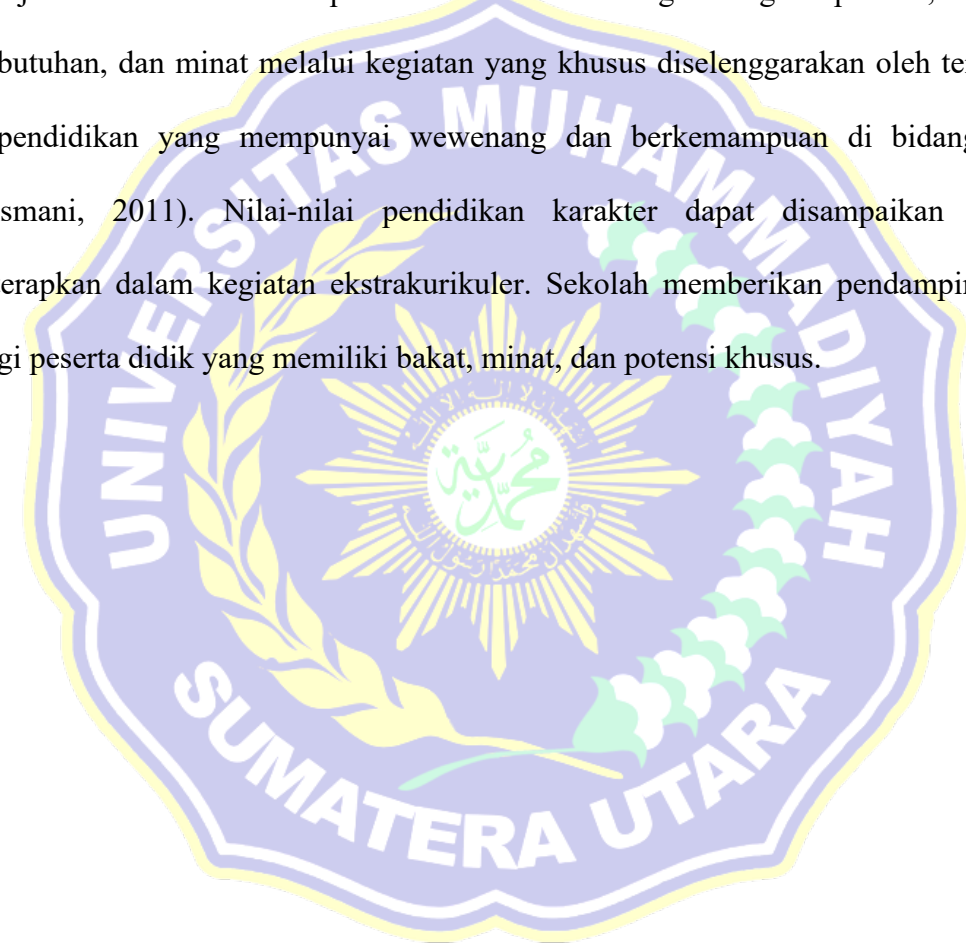 butuhan, dan minat melalui kegiatan yang khusus diselenggarakan oleh
pendidikan yang mempunyai wewenang dan berkemampuan di bidang
smani, 2011). Nilai-nilai pendidikan karakter dapat disampaikan
erapkan dalam kegiatan ekstrakurikuler. Sekolah memberikan pendampin
gi peserta didik yang memiliki bakat, minat, dan potensi khusus.
UNIVERSITAS MUHAMMADIYAH
محمدية
SUMATERA UTARA